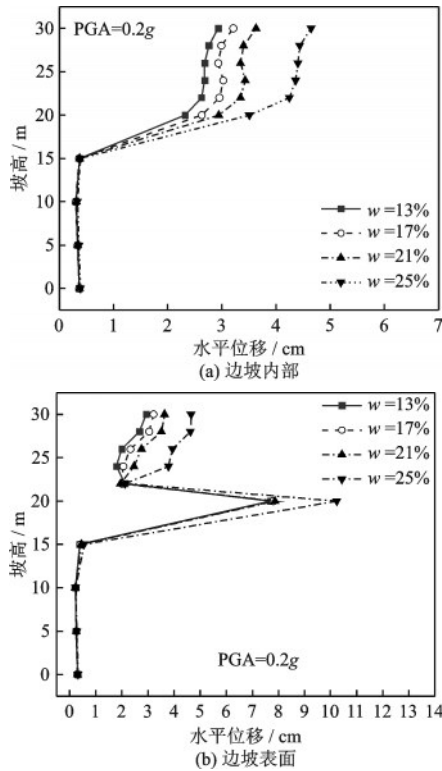 PGA=0.2g
30
25
20
15
10
5
0
坡高 / m
w =13%
w =17%
w =21%
w =25%
0 1 2 3 4 5 6 7
水平位移 / cm
(a) 边坡内部
30
25
20
15
10
5
0
坡高 / m
w =13%
w =17%
w =21%
w =25%
PGA=0.2g
0 1 2 3 4 5 6 7 8 9 10 11 12 13 14
水平位移 / cm
(b) 边坡表面